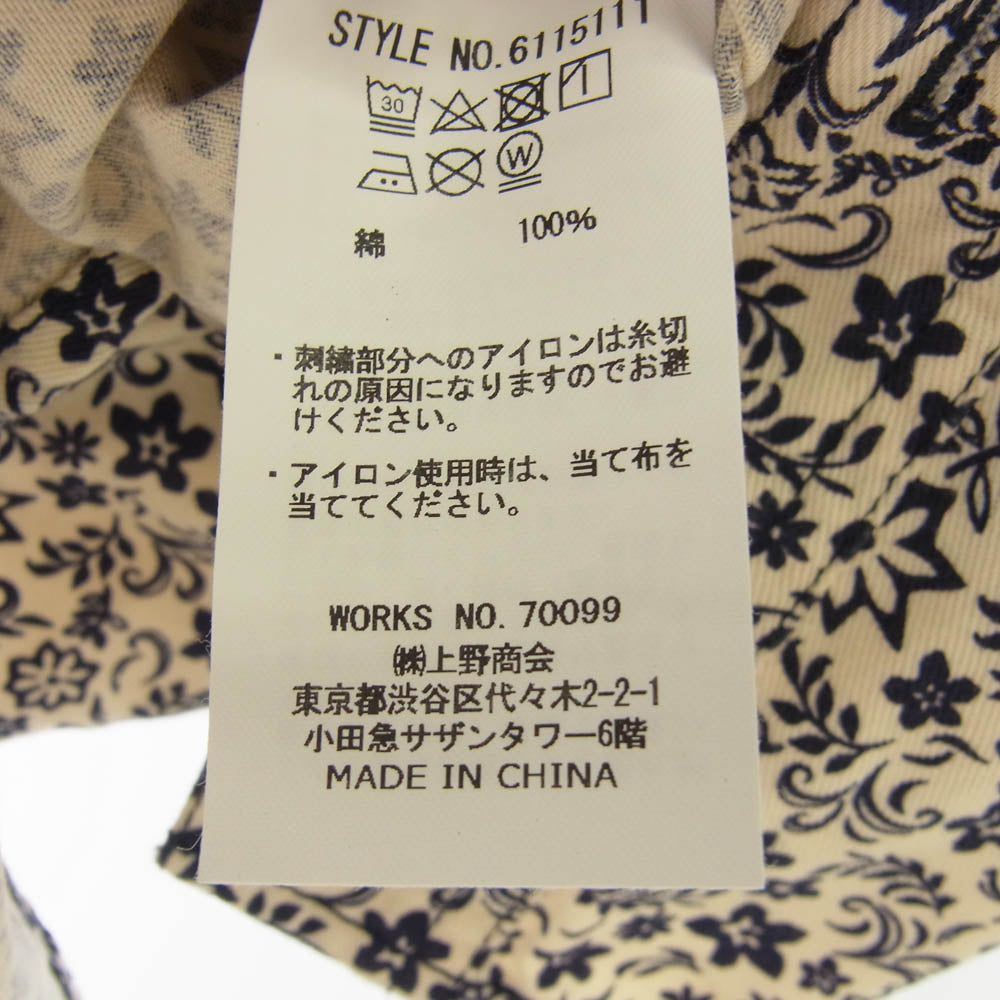 STYLE NO. 6115111
30
W
綿 100%
・刺繍部分へのアイロンは糸切
れの原因になりますのでお避
けください。
・アイロン使用時は、当て布を
当ててください。
WORKS NO. 70099
㈱上野商会
東京都渋谷区代々木2-2-1
小田急サザンタワー6階
MADE IN CHINA